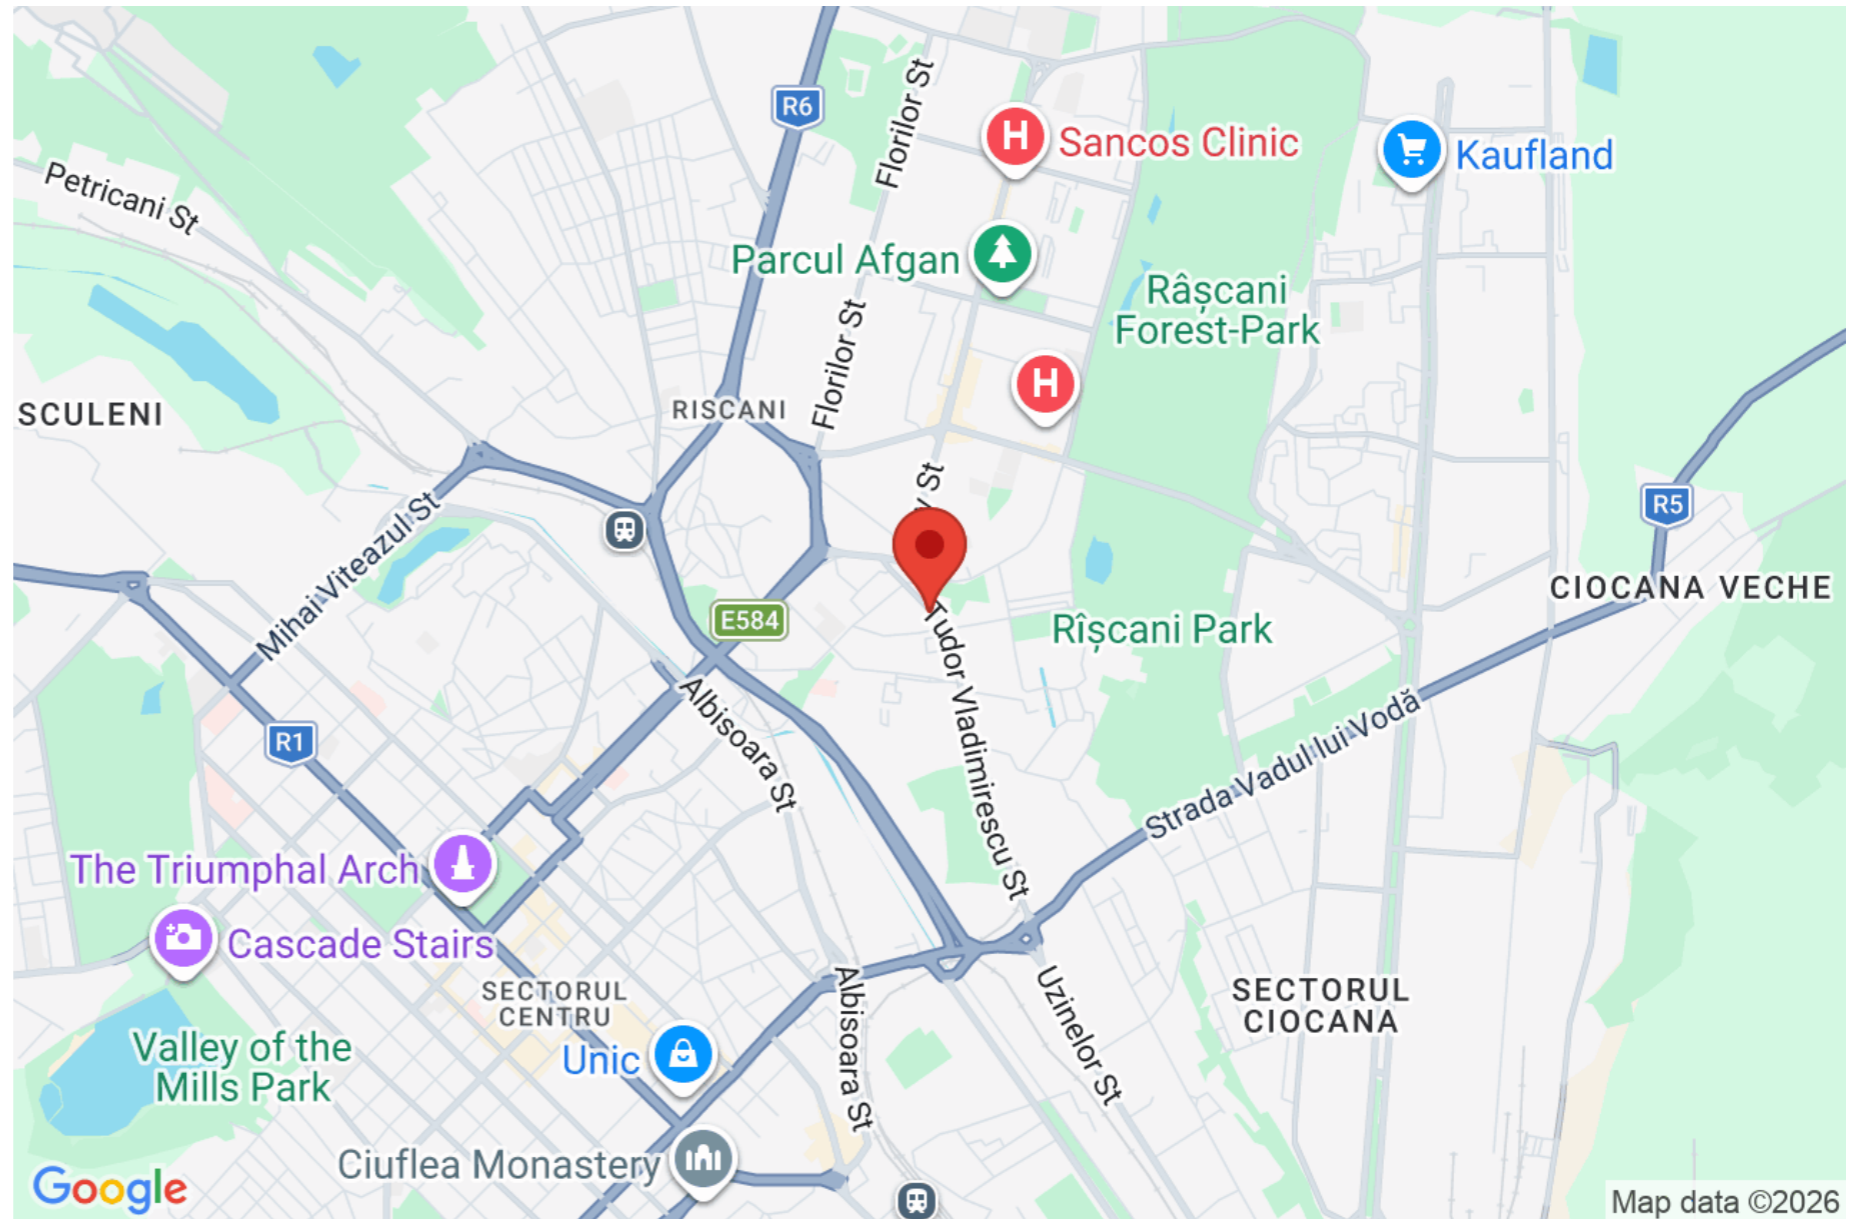 R6
Florilor St
H
Sancos Clinic
Kaufland
Petricani St
Parcul Afgan
Râșcani
Forest-Park
Florilor St
H
SCULENI
RISCANI
St
R5
Mihai Viteazul St
CIOCANA VECHE
E584
Rîșcani Park
Tudor Vladimirescu St
Albisoara St
R1
Strada Vadul lui Vodă
The Triumphal Arch
Cascade Stairs
SECTORUL
CENTRU
Albisoara St
Uzinelor St
SECTORUL
CIOCANA
Valley of the
Mills Park
Unic
Ciuflea Monastery
Google
Map data ©2026